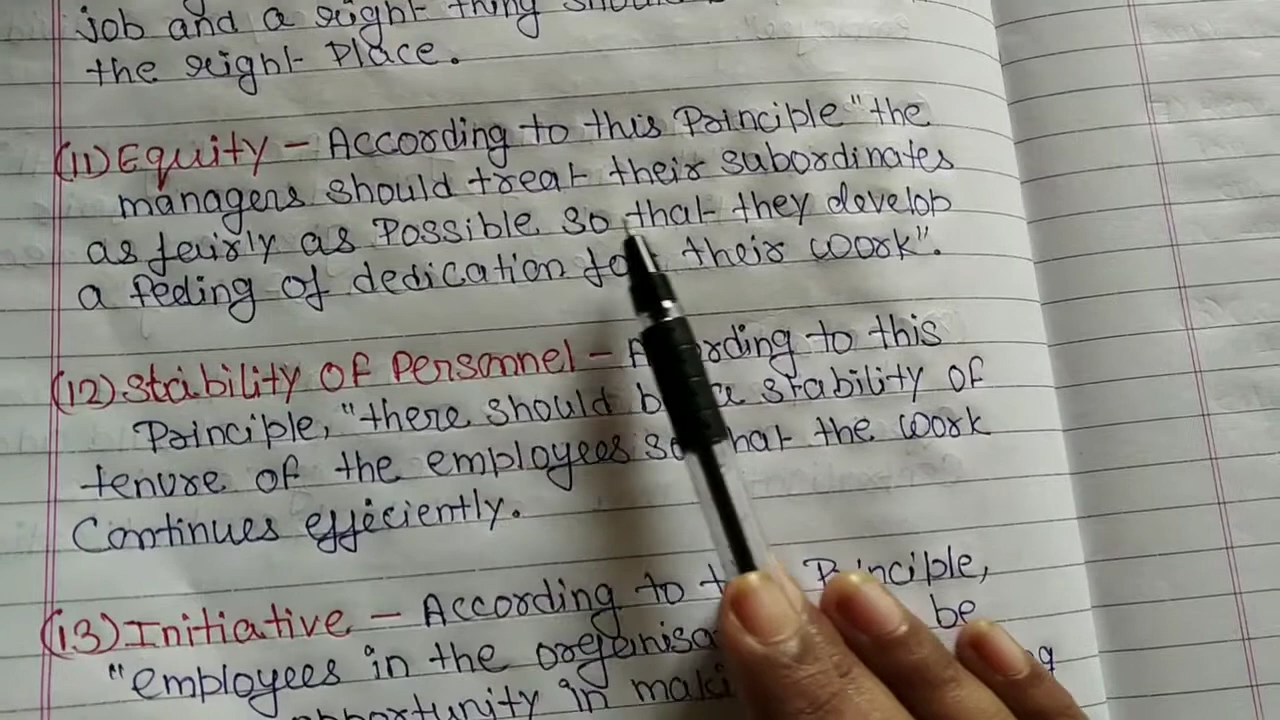 job and a right thing
the right Place.
(11) Equity - According to this Principle "the
managers should treat their subordinates
as fairly as Possible so that they develop
a feeling of dedication for their work".
(12) Stability Of Personnel - According to this
Principle, "there should be a stability of
tenure of the employees so that the work
Continues efficiently.
(13) Initiative - According to Principle,
"employees in the be
opportunity in